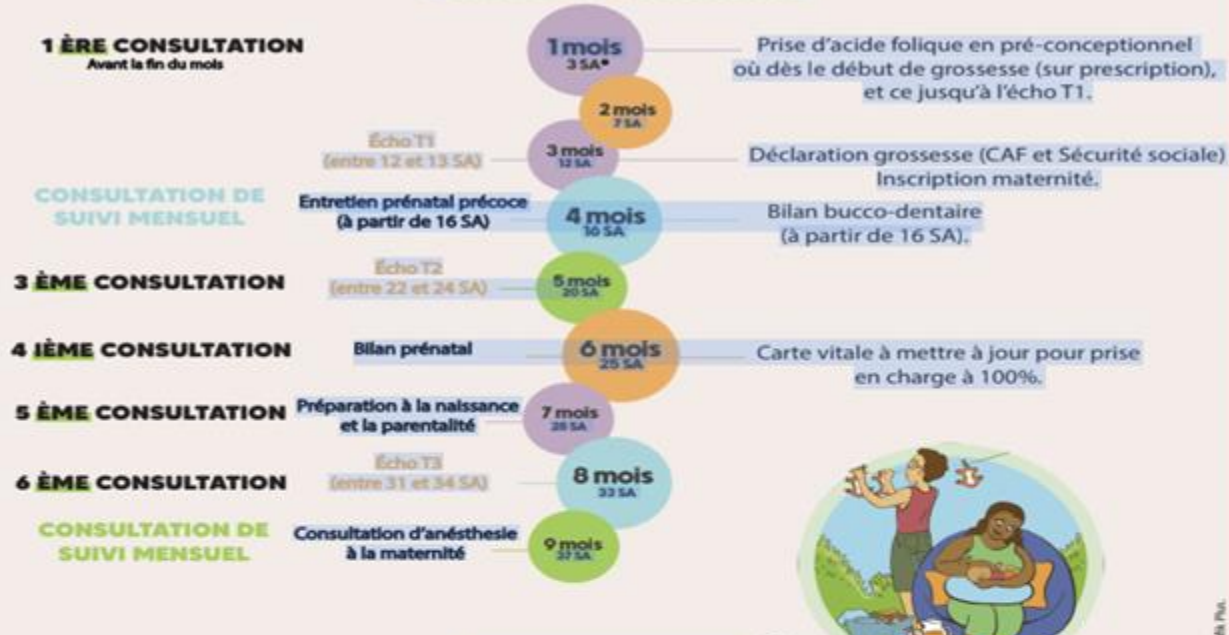 1 ÈRE CONSULTATION
Avant la fin du mois
1 mois
3 SA*
Prise d'acide folique en pré-conceptionnel
où dès le début de grossesse (sur prescription),
et ce jusqu'à l'écho T1.
2 mois
7 SA
Écho T1
(entre 12 et 13 SA)
3 mois
12 SA
Déclaration grossesse (CAF et Sécurité sociale)
Inscription maternité.
CONSULTATION DE
SUIVI MENSUEL
Entretien prénatal précoce
(à partir de 16 SA)
4 mois
16 SA
Bilan bucco-dentaire
(à partir de 16 SA).
3 ÈME CONSULTATION
Écho T2
(entre 22 et 24 SA)
5 mois
20 SA
4 IÈME CONSULTATION
Bilan prénatal
6 mois
25 SA
Carte vitale à mettre à jour pour prise
en charge à 100%.
5 ÈME CONSULTATION
Préparation à la naissance
et la parentalité
7 mois
28 SA
6 ÈME CONSULTATION
Écho T3
(entre 31 et 34 SA)
8 mois
33 SA
CONSULTATION DE
SUIVI MENSUEL
Consultation d'anésthesie
à la maternité
9 mois
37 SA
Plus.